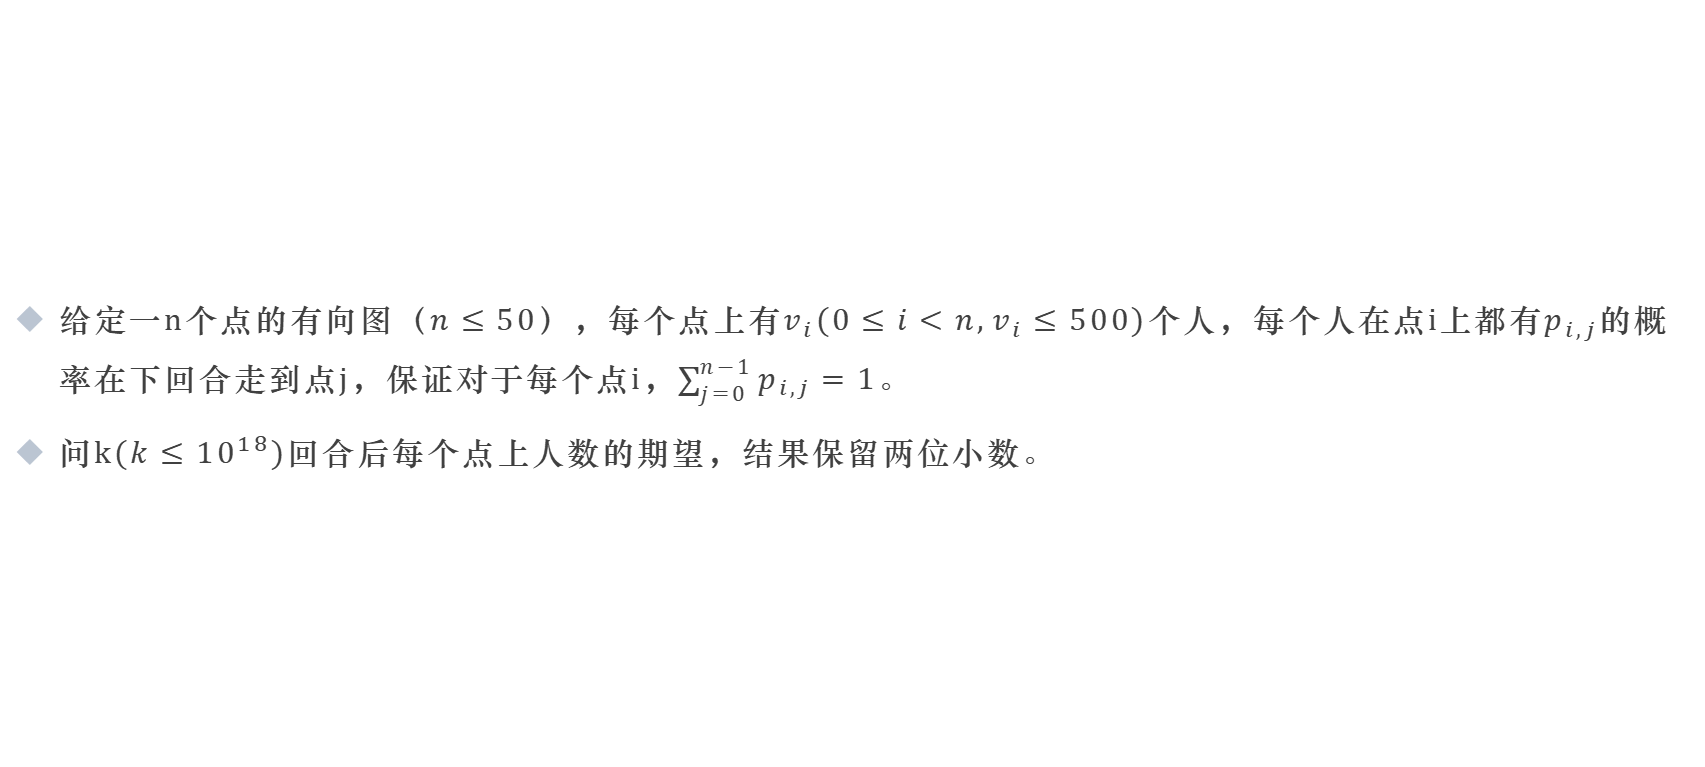 给定一n个点的有向图（n ≤ 50），每个点上有v_i(0 ≤ i < n, v_i ≤ 500)个人，每个人在点i上都有p_{i,j}的概
率在下回合走到点j，保证对于每个点i，∑_{j=0}^{n−1} p_{i,j} = 1。
问k(k ≤ 10^{18})回合后每个点上人数的期望，结果保留两位小数。